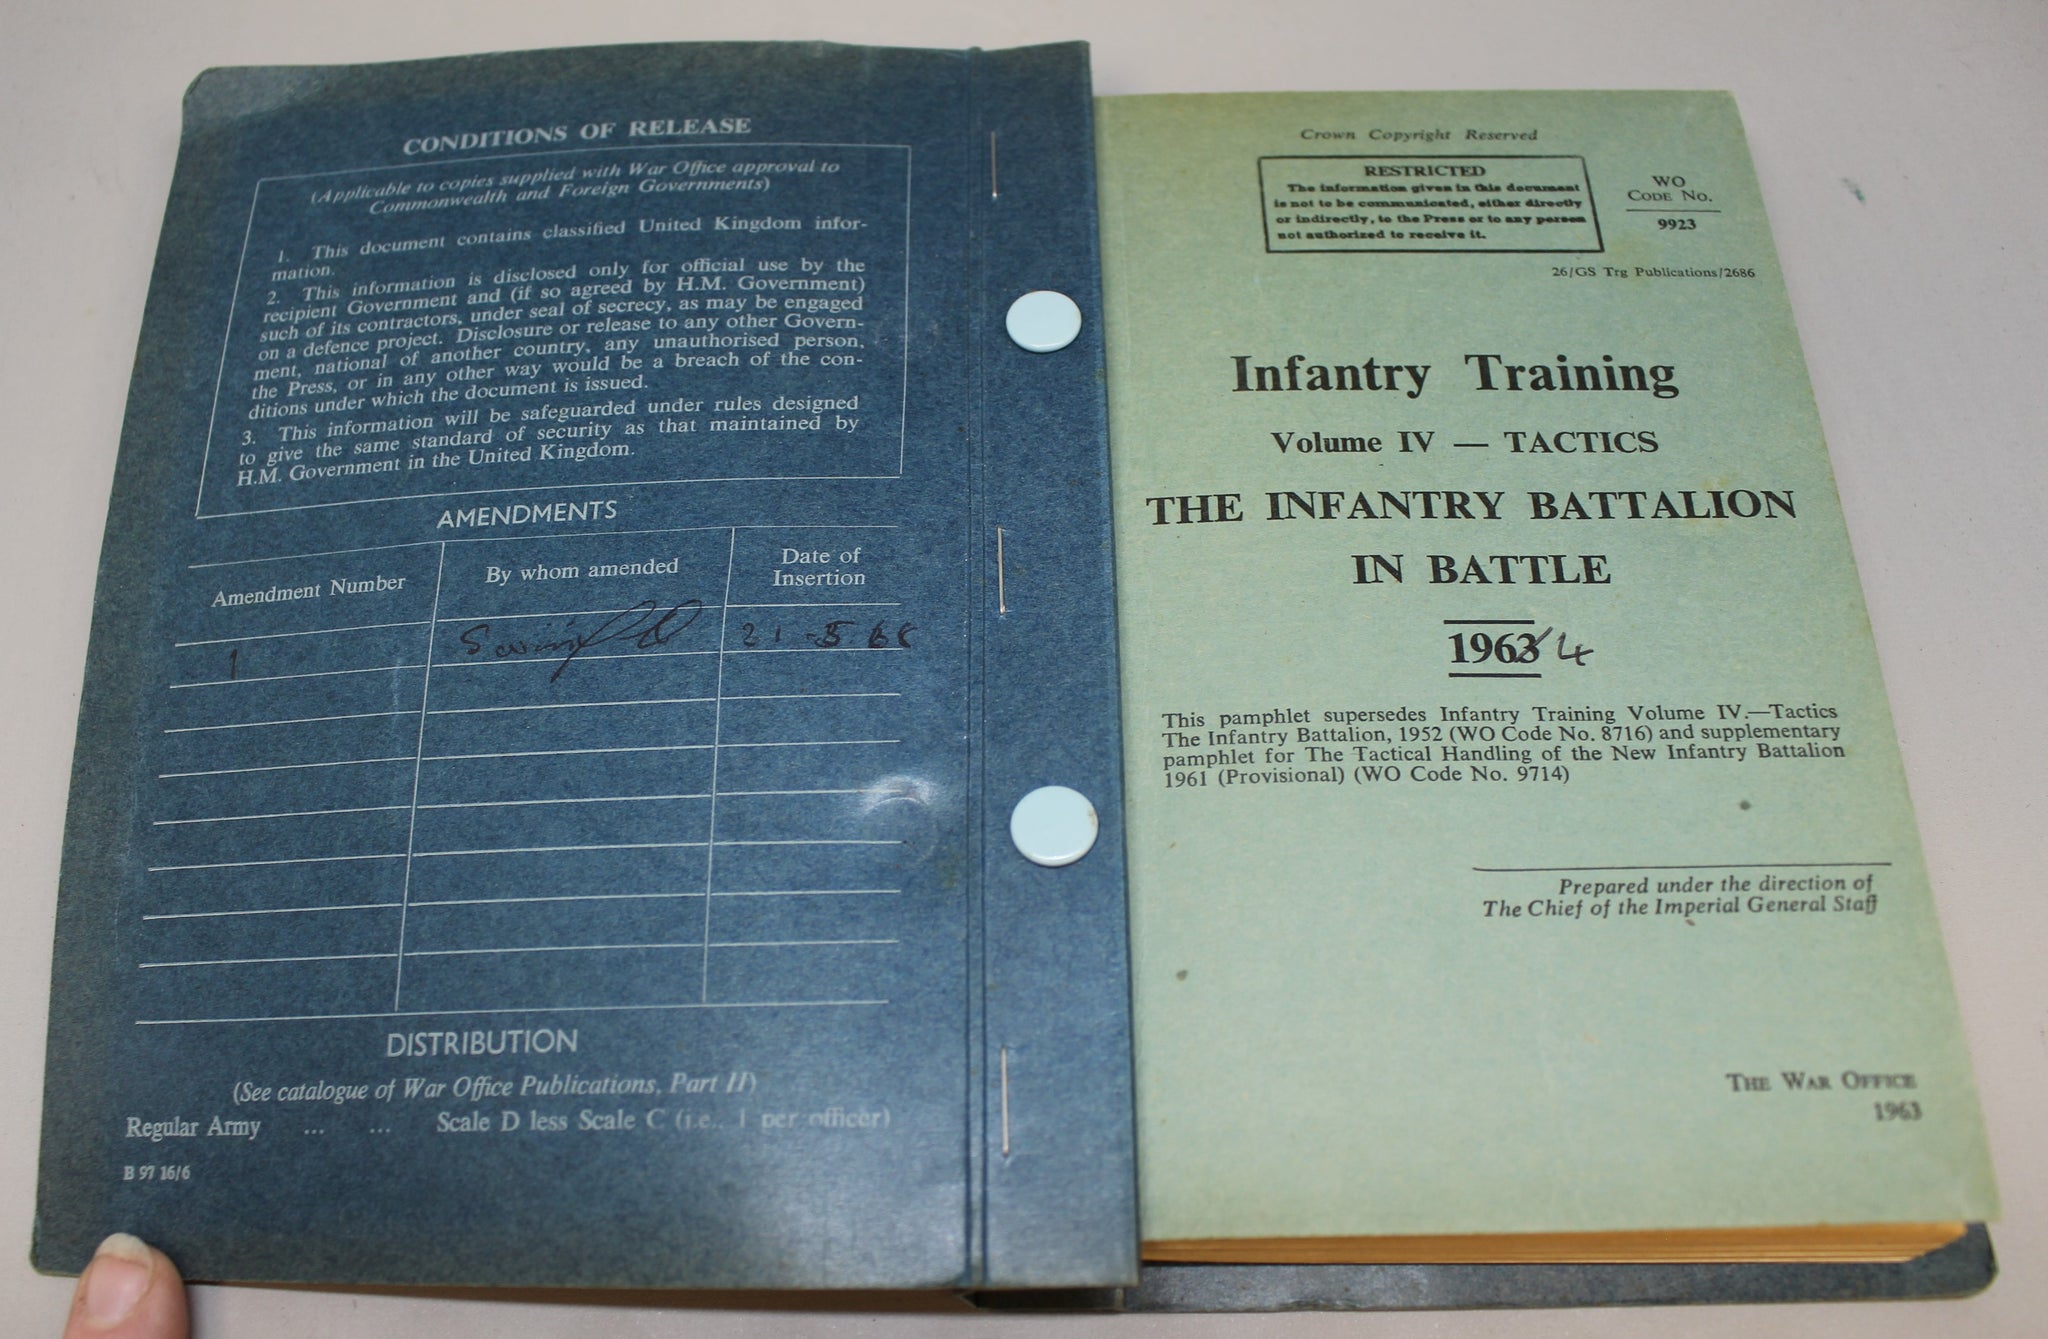 CONDITIONS OF RELEASE
(Applicable to copies supplied with War Office approval to
Commonwealth and Foreign Governments)
1. This document contains classified United Kingdom infor-
mation.
2. This information is disclosed only for official use by the
recipient Government and (if so agreed by H.M. Government)
such of its contractors, under seal of secrecy, as may be engaged
on a defence project. Disclosure or release to any other Govern-
ment, national of another country, any unauthorised person,
the Press, or in any other way would be a breach of the con-
ditions under which the document is issued.
3. This information will be safeguarded under rules designed
to give the same standard of security as that maintained by
H.M. Government in the United Kingdom.
AMENDMENTS
Amendment Number By whom amended Date of
Insertion
1 21-5 68
DISTRIBUTION
(See catalogue of War Office Publications, Part II)
Regular Army ... ... Scale D less Scale C (i.e., 1 per officer)
B 97 16/6
Crown Copyright Reserved
RESTRICTED
The information given in this document
is not to be communicated, either directly
or indirectly, to the Press or to any person
not authorized to receive it.
WO
CODE NO.
9923
26/GS Trg Publications/2686
Infantry Training
Volume IV — TACTICS
THE INFANTRY BATTALION
IN BATTLE
1963 4
This pamphlet supersedes Infantry Training Volume IV.—Tactics
The Infantry Battalion, 1952 (WO Code No. 8716) and supplementary
pamphlet for The Tactical Handling of the New Infantry Battalion
1961 (Provisional) (WO Code No. 9714)
Prepared under the direction of
The Chief of the Imperial General Staff
THE WAR OFFICE
1963